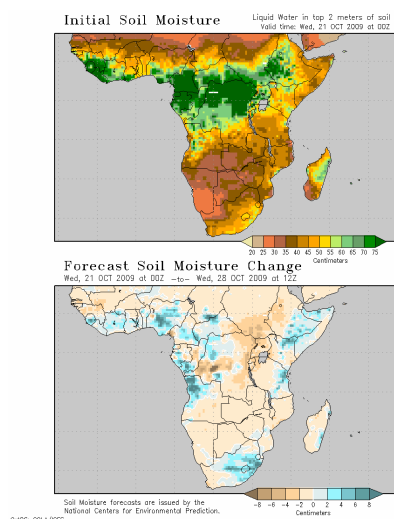 Initial Soil Moisture
Liquid Water in top 2 meters of soil
Valid time: Wed, 21 OCT 2009 at 00Z
20 25 30 35 40 45 50 55 60 65 70 75
Centimeters
Forecast Soil Moisture Change
Wed, 21 OCT 2009 at 00Z -to- Wed, 28 OCT 2009 at 12Z
-8 -6 -4 -2 0 2 4 6 8
Centimeters
Soil Moisture forecasts are issued by the
National Centers for Environmental Prediction.